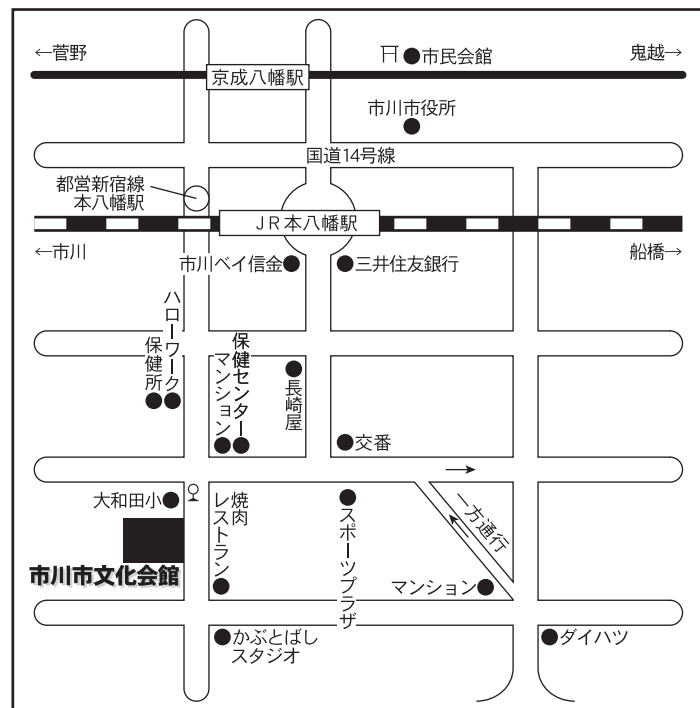 ←菅野
市民会館
鬼越→
京成八幡駅
市川市役所
国道14号線
都営新宿線
本八幡駅
JR本八幡駅
←市川
船橋→
市川ベイ信金
三井住友銀行
ハローワーク
保健所
保健センター
マンション
長崎屋
交番
→
大和田小
焼肉
レストラン
スポーツプラザ
一方通行
市川市文化会館
マンション
かぶとばし
スタジオ
ダイハツ